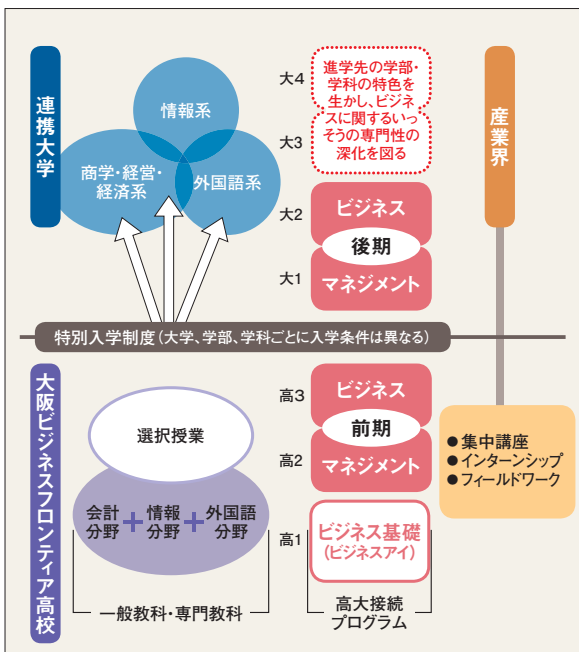 連携大学
情報系
商学・経営・
経済系
外国語系
大4
大3
大2
大1
進学先の学部・
学科の特色を
生かし、ビジネ
スに関するいっ
そうの専門性の
深化を図る
ビジネス
後期
マネジメント
産業界
特別入学制度(大学、学部、学科ごとに入学条件は異なる)
大阪ビジネスフロンティア高校
選択授業
会計
分野
+
情報
分野
+
外国語
分野
一般教科・専門教科
高3
高2
高1
ビジネス
前期
マネジメント
ビジネス基礎
(ビジネスアイ)
高大接続
プログラム
● 集中講座
● インターンシップ
● フィールドワーク